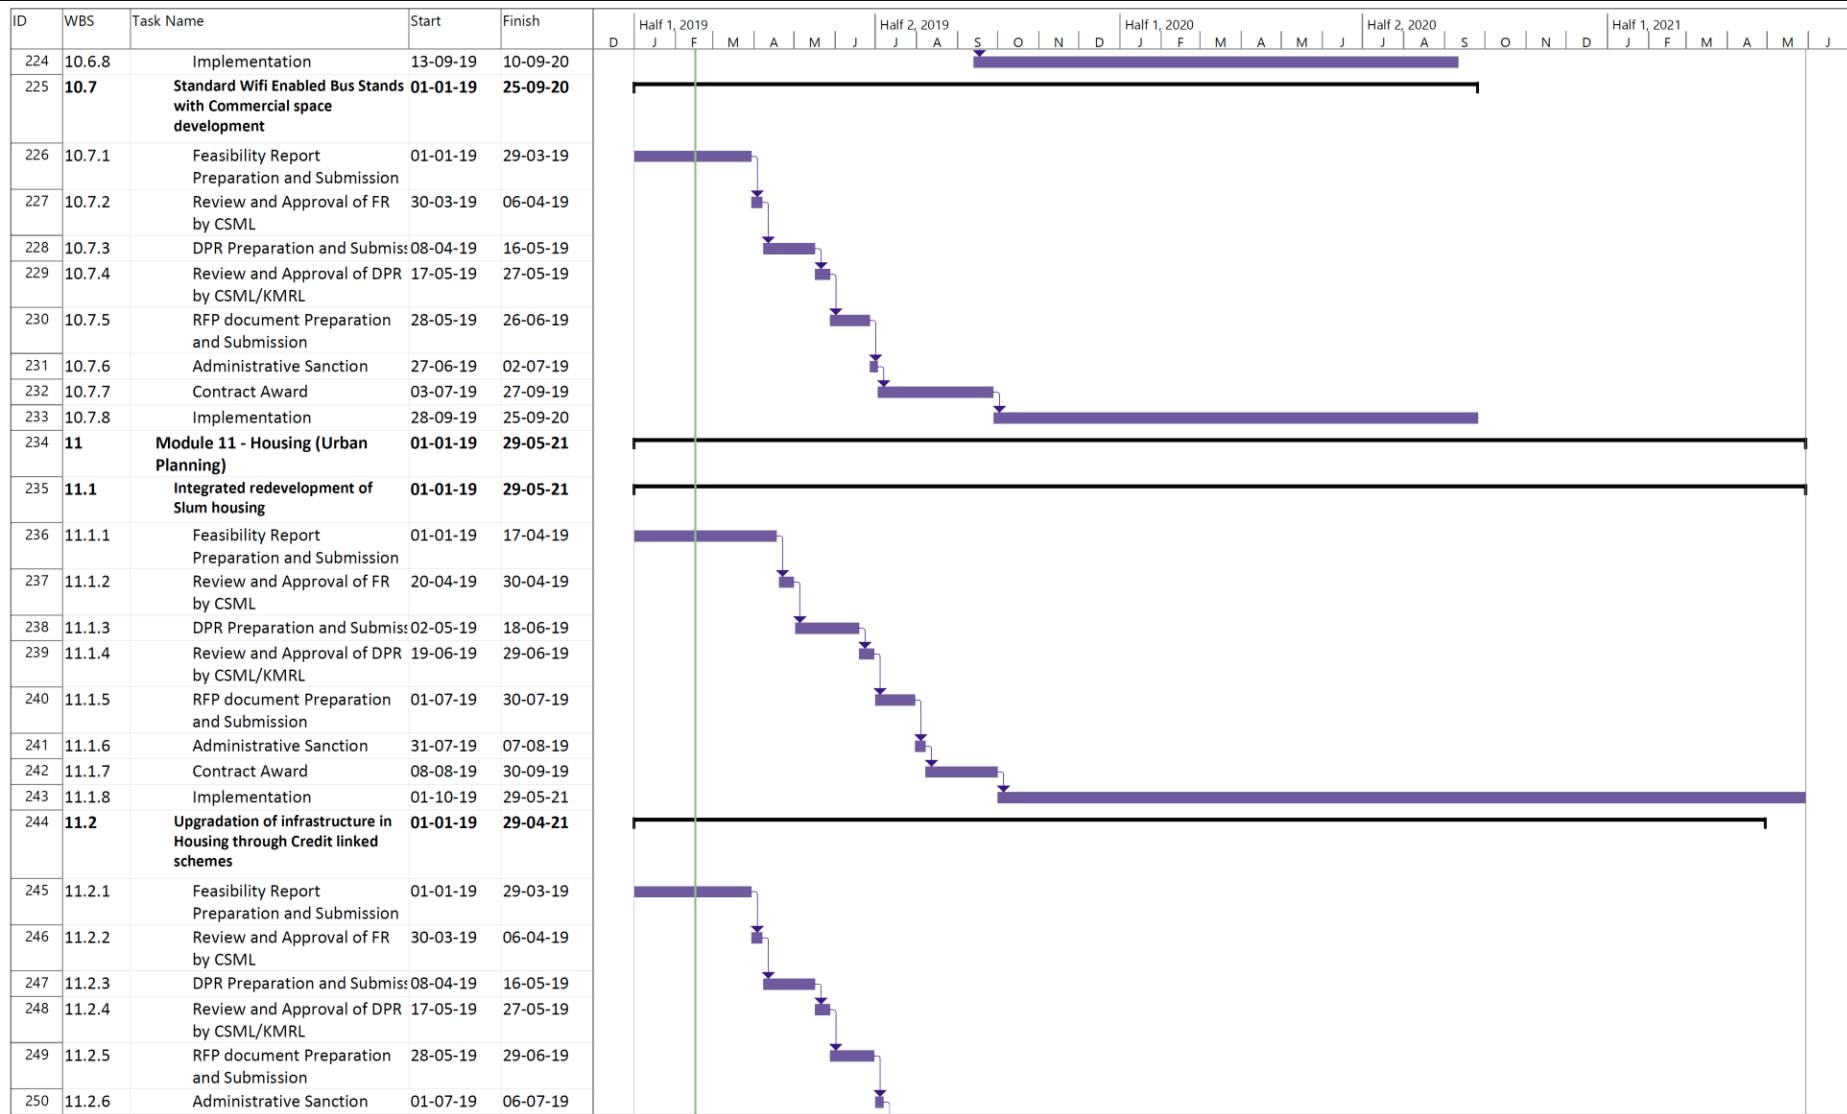 ID WBS Task Name Start Finish Half 1, 2019 Half 2, 2019 Half 1, 2020 Half 2, 2020 Half 1, 2021
D J F M A M J J A S O N D J F M A M J J A S O N D J F M A M J
224 10.6.8 Implementation 13-09-19 10-09-20
225 10.7 Standard Wifi Enabled Bus Stands 01-01-19 25-09-20
with Commercial space
development
226 10.7.1 Feasibility Report 01-01-19 29-03-19
Preparation and Submission
227 10.7.2 Review and Approval of FR 30-03-19 06-04-19
by CSML
228 10.7.3 DPR Preparation and Submiss 08-04-19 16-05-19
229 10.7.4 Review and Approval of DPR 17-05-19 27-05-19
by CSML/KMRL
230 10.7.5 RFP document Preparation 28-05-19 26-06-19
and Submission
231 10.7.6 Administrative Sanction 27-06-19 02-07-19
232 10.7.7 Contract Award 03-07-19 27-09-19
233 10.7.8 Implementation 28-09-19 25-09-20
234 11 Module 11 - Housing (Urban 01-01-19 29-05-21
Planning)
235 11.1 Integrated redevelopment of 01-01-19 29-05-21
Slum housing
236 11.1.1 Feasibility Report 01-01-19 17-04-19
Preparation and Submission
237 11.1.2 Review and Approval of FR 20-04-19 30-04-19
by CSML
238 11.1.3 DPR Preparation and Submiss 02-05-19 18-06-19
239 11.1.4 Review and Approval of DPR 19-06-19 29-06-19
by CSML/KMRL
240 11.1.5 RFP document Preparation 01-07-19 30-07-19
and Submission
241 11.1.6 Administrative Sanction 31-07-19 07-08-19
242 11.1.7 Contract Award 08-08-19 30-09-19
243 11.1.8 Implementation 01-10-19 29-05-21
244 11.2 Upgradation of infrastructure in 01-01-19 29-04-21
Housing through Credit linked
schemes
245 11.2.1 Feasibility Report 01-01-19 29-03-19
Preparation and Submission
246 11.2.2 Review and Approval of FR 30-03-19 06-04-19
by CSML
247 11.2.3 DPR Preparation and Submiss 08-04-19 16-05-19
248 11.2.4 Review and Approval of DPR 17-05-19 27-05-19
by CSML/KMRL
249 11.2.5 RFP document Preparation 28-05-19 29-06-19
and Submission
250 11.2.6 Administrative Sanction 01-07-19 06-07-19